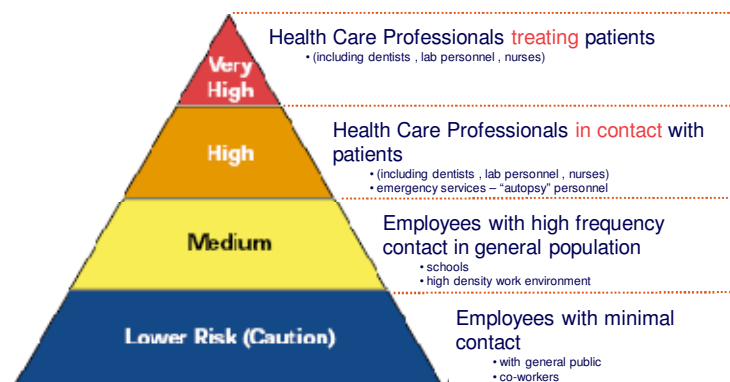 Health Care Professionals treating patients
• (including dentists , lab personnel , nurses)
Very
High
Health Care Professionals in contact with
patients
• (including dentists , lab personnel , nurses)
• emergency services – “autopsy” personnel
High
Employees with high frequency
contact in general population
• schools
• high density work environment
Medium
Employees with minimal
contact
• with general public
• co-workers
Lower Risk (Caution)